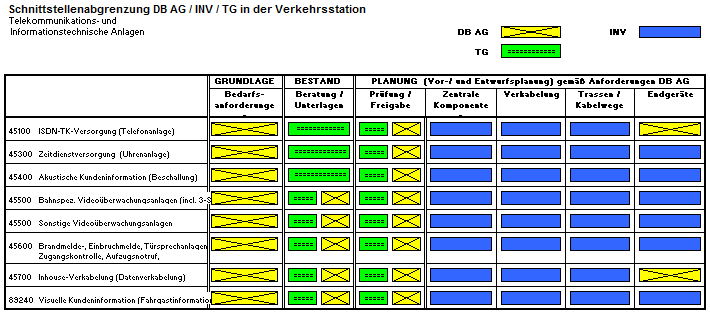 Schnittstellenabgrenzung DB AG / INV / TG in der Verkehrsstation
Telekommunikations- und
Informationstechnische Anlagen
DB AG
INV
TG
GRUNDLAGE
BESTAND
PLANUNG (Vor-/ und Entwurfsplanung) gemäß Anforderungen DB AG
Bedarfs-
anforderunge
Beratung /
Unterlagen
Prüfung /
Freigabe
Zentrale
Komponente
Verkabelung
Trassen /
Kabelwege
Endgeräte
45100 ISDN-TK-Versorgung (Telefonanlage)
45300 Zeitdienstversorgung (Uhrenanlage)
45400 Akustische Kundeninformation (Beschallung)
45500 Bahnspez. Videoüberwachungsanlagen (incl. 3-S
45500 Sonstige Videoüberwachungsanlagen
45600 Brandmelde-, Einbruchmelde, Türsprechanlagen
Zugangskontrolle, Aufzugsnotruf,
45700 Inhouse-Verkabelung (Datenverkabelung)
89240 Visuelle Kundeninformation (Fahrgastinformation